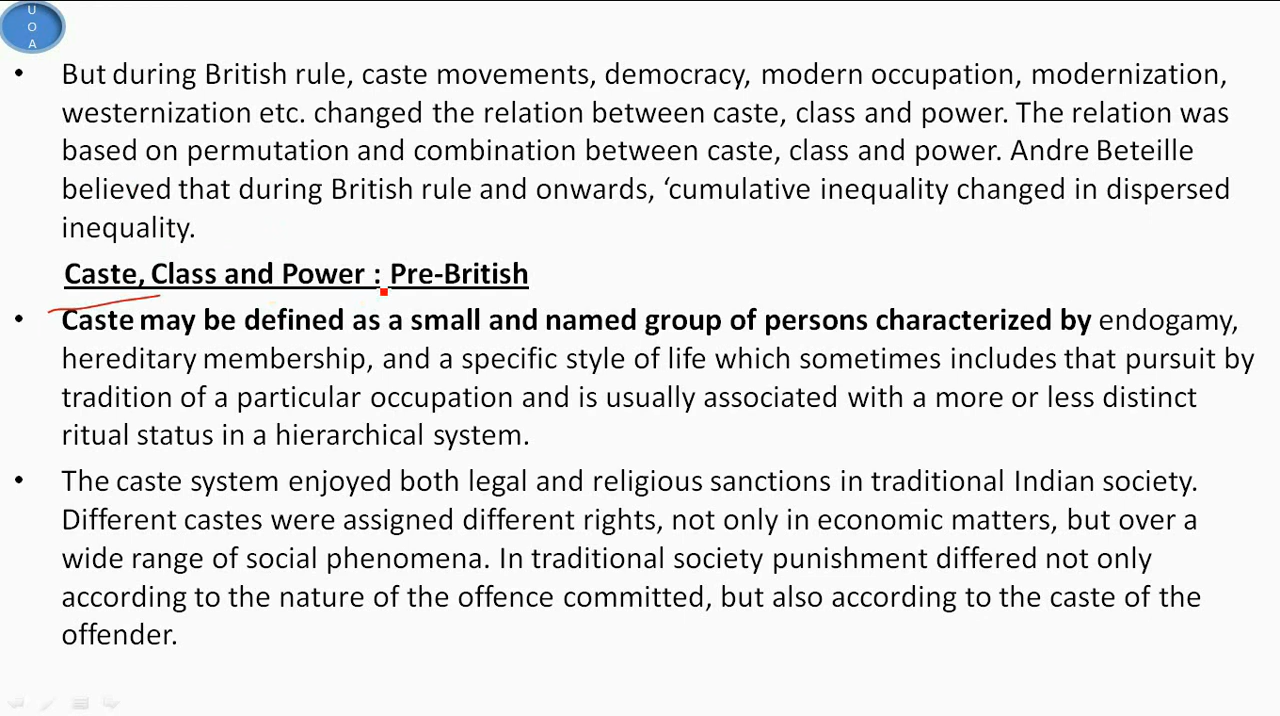 U
O
A
• But during British rule, caste movements, democracy, modern occupation, modernization,
westernization etc. changed the relation between caste, class and power. The relation was
based on permutation and combination between caste, class and power. Andre Beteille
believed that during British rule and onwards, ‘cumulative inequality changed in dispersed
inequality.
Caste, Class and Power : Pre-British
• Caste may be defined as a small and named group of persons characterized by endogamy,
hereditary membership, and a specific style of life which sometimes includes that pursuit by
tradition of a particular occupation and is usually associated with a more or less distinct
ritual status in a hierarchical system.
• The caste system enjoyed both legal and religious sanctions in traditional Indian society.
Different castes were assigned different rights, not only in economic matters, but over a
wide range of social phenomena. In traditional society punishment differed not only
according to the nature of the offence committed, but also according to the caste of the
offender.